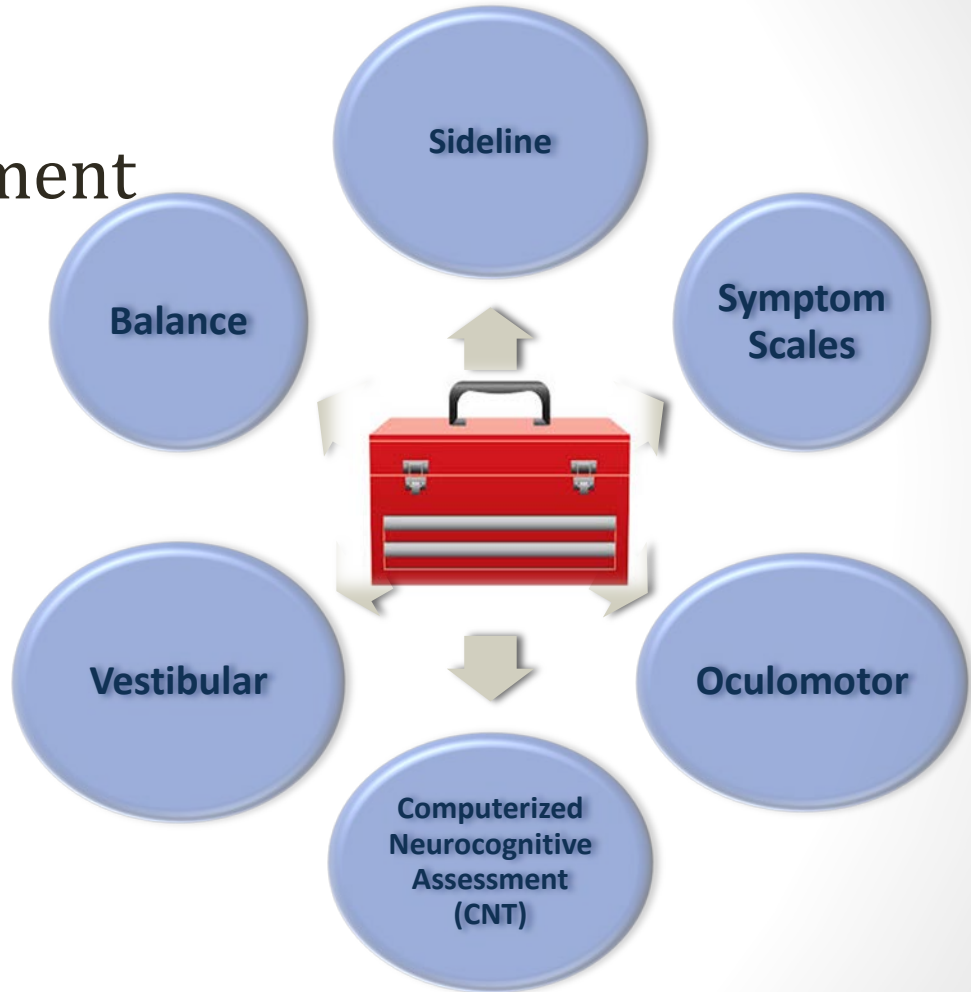 ment
Sideline
Balance
Symptom
Scales
Vestibular
Oculomotor
Computerized
Neurocognitive
Assessment
(CNT)